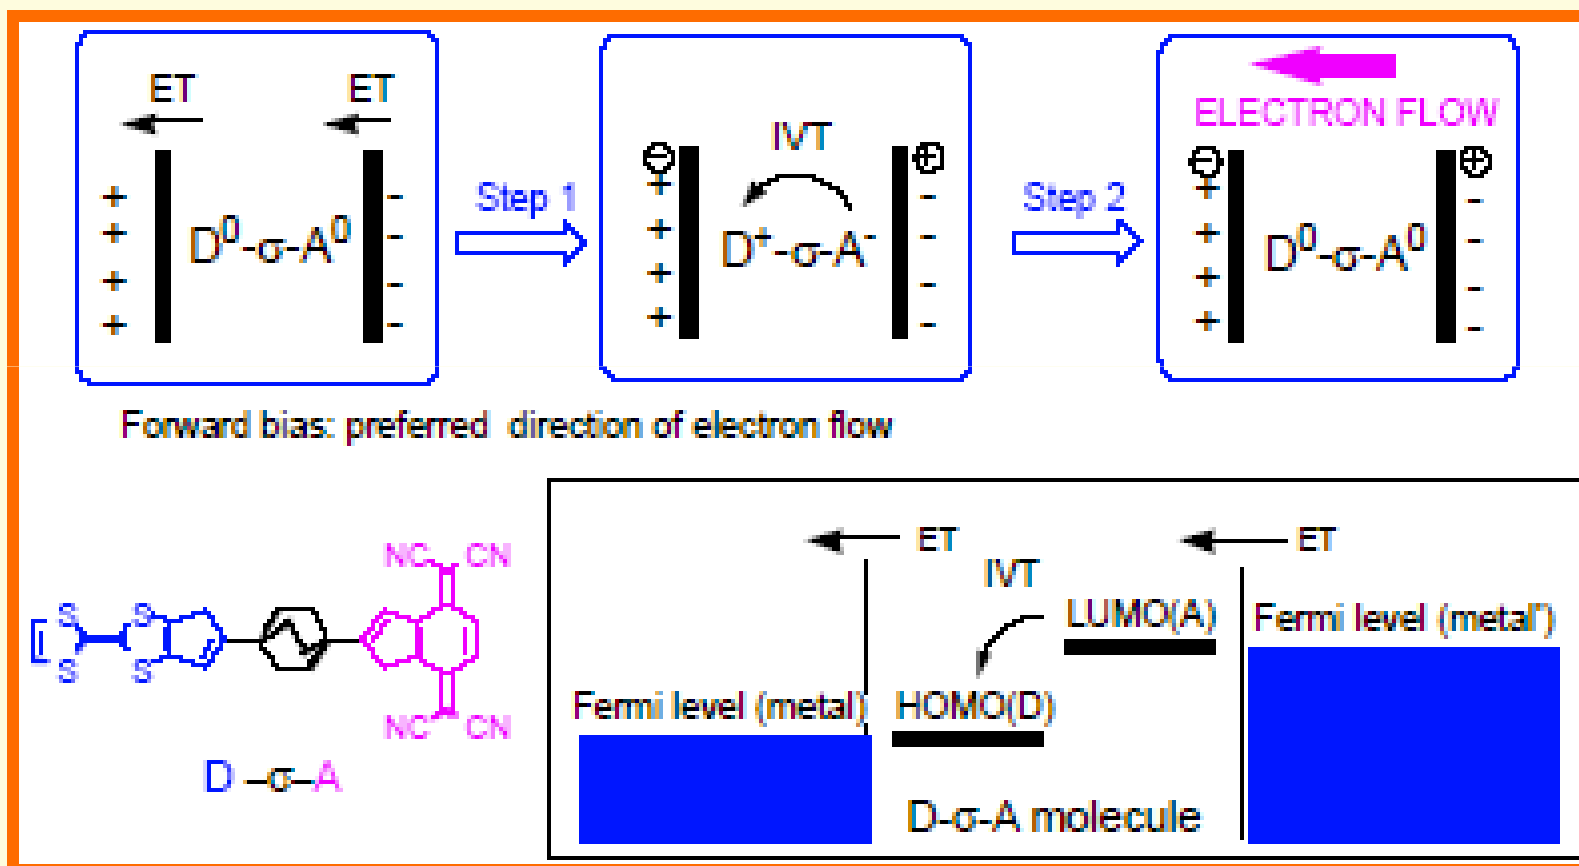 ET ET
+ + + +
D⁰-σ-A⁰
- - - -
Step 1
IVT
⊖ ⊕
+ + + +
D⁺-σ-A⁻
- - - -
Step 2
ELECTRON FLOW
⊖ ⊕
+ + + +
D⁰-σ-A⁰
- - - -
Forward bias: preferred direction of electron flow
NC CN
S S
S S
NC CN
D –σ–A
ET ET
IVT
LUMO(A) Fermi level (metal')
Fermi level (metal) HOMO(D)
D-σ-A molecule